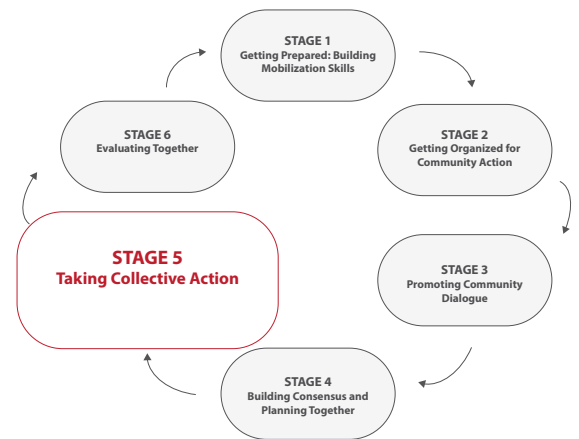 STAGE 1
Getting Prepared: Building
Mobilization Skills
STAGE 2
Getting Organized for
Community Action
STAGE 3
Promoting Community
Dialogue
STAGE 4
Building Consensus and
Planning Together
STAGE 5
Taking Collective Action
STAGE 6
Evaluating Together